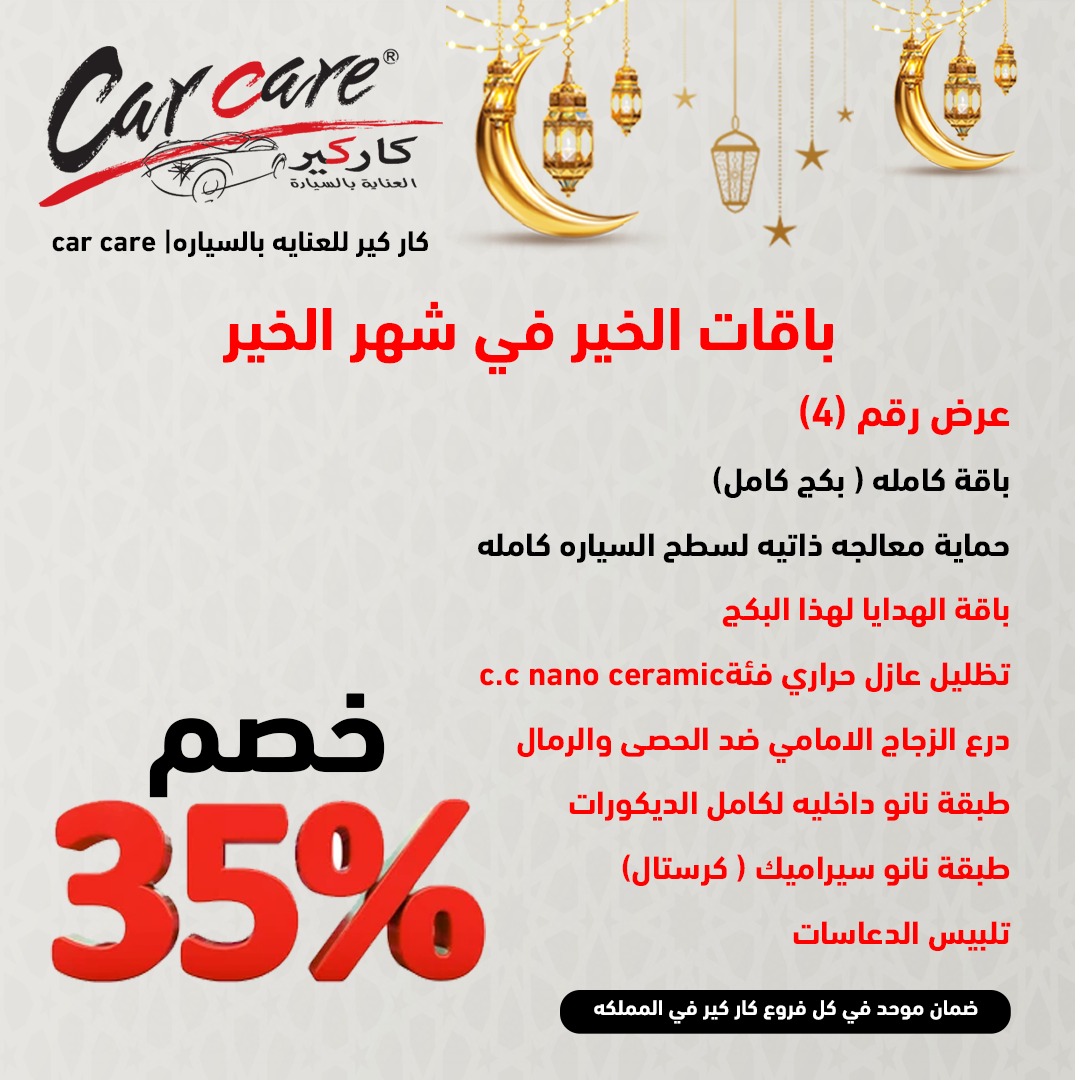 Car care®
كاركير
العناية بالسيارة
كار كير للعنايه بالسياره| car care
باقات الخير في شهر الخير
عرض رقم (4)
باقة كامله ( بكج كامل)
حماية معالجه ذاتيه لسطح السياره كامله
باقة الهدايا لهذا البكج
تظليل عازل حراري فئةc.c nano ceramic
درع الزجاج الامامي ضد الحصى والرمال
طبقة نانو داخليه لكامل الديكورات
طبقة نانو سيراميك ( كرستال)
تلبيس الدعاسات
خصم
35%
ضمان موحد في كل فروع كار كير في المملكه